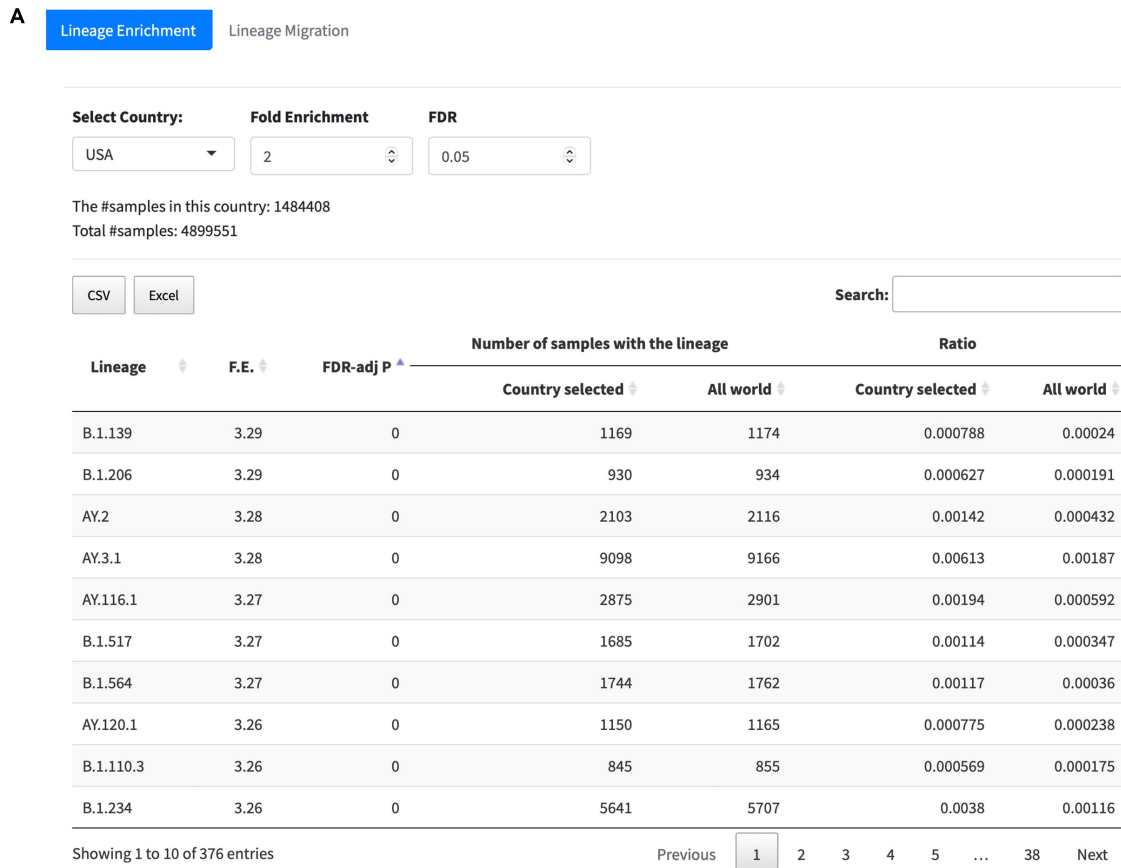 A
Lineage Enrichment Lineage Migration
Select Country: Fold Enrichment FDR
USA 2 0.05
The #samples in this country: 1484408
Total #samples: 4899551
CSV Excel Search:
Number of samples with the lineage Ratio
Lineage F.E. FDR-adj P
Country selected All world Country selected All world
B.1.139 3.29 0 1169 1174 0.000788 0.00024
B.1.206 3.29 0 930 934 0.000627 0.000191
AY.2 3.28 0 2103 2116 0.00142 0.000432
AY.3.1 3.28 0 9098 9166 0.00613 0.00187
AY.116.1 3.27 0 2875 2901 0.00194 0.000592
B.1.517 3.27 0 1685 1702 0.00114 0.000347
B.1.564 3.27 0 1744 1762 0.00117 0.00036
AY.120.1 3.26 0 1150 1165 0.000775 0.000238
B.1.110.3 3.26 0 845 855 0.000569 0.000175
B.1.234 3.26 0 5641 5707 0.0038 0.00116
Showing 1 to 10 of 376 entries Previous 1 2 3 4 5 … 38 Next